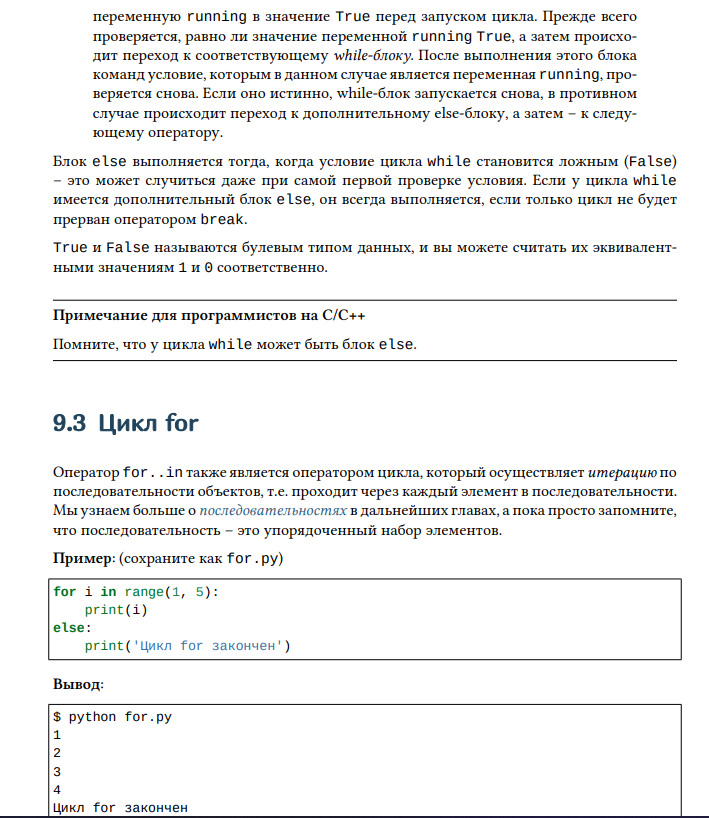 переменную running в значение True перед запуском цикла. Прежде всего
проверяется, равно ли значение переменной running True, а затем происхо-
дит переход к соответствующему while-блоку. После выполнения этого блока
команд условие, которым в данном случае является переменная running, про-
веряется снова. Если оно истинно, while-блок запускается снова, в противном
случае происходит переход к дополнительному else-блоку, а затем – к следу-
ющему оператору.
Блок else выполняется тогда, когда условие цикла while становится ложным (False)
– это может случиться даже при самой первой проверке условия. Если у цикла while
имеется дополнительный блок else, он всегда выполняется, если только цикл не будет
прерван оператором break.
True и False называются булевым типом данных, и вы можете считать их эквивалент-
ными значениям 1 и 0 соответственно.
Примечание для программистов на C/C++
Помните, что у цикла while может быть блок else.
9.3 Цикл for
Оператор for..in также является оператором цикла, который осуществляет итерацию по
последовательности объектов, т.е. проходит через каждый элемент в последовательности.
Мы узнаем больше о последовательностях в дальнейших главах, а пока просто запомните,
что последовательность – это упорядоченный набор элементов.
Пример: (сохраните как for.py)
for i in range(1, 5):
    print(i)
else:
    print('Цикл for закончен')
Вывод:
$ python for.py
1
2
3
4
Цикл for закончен